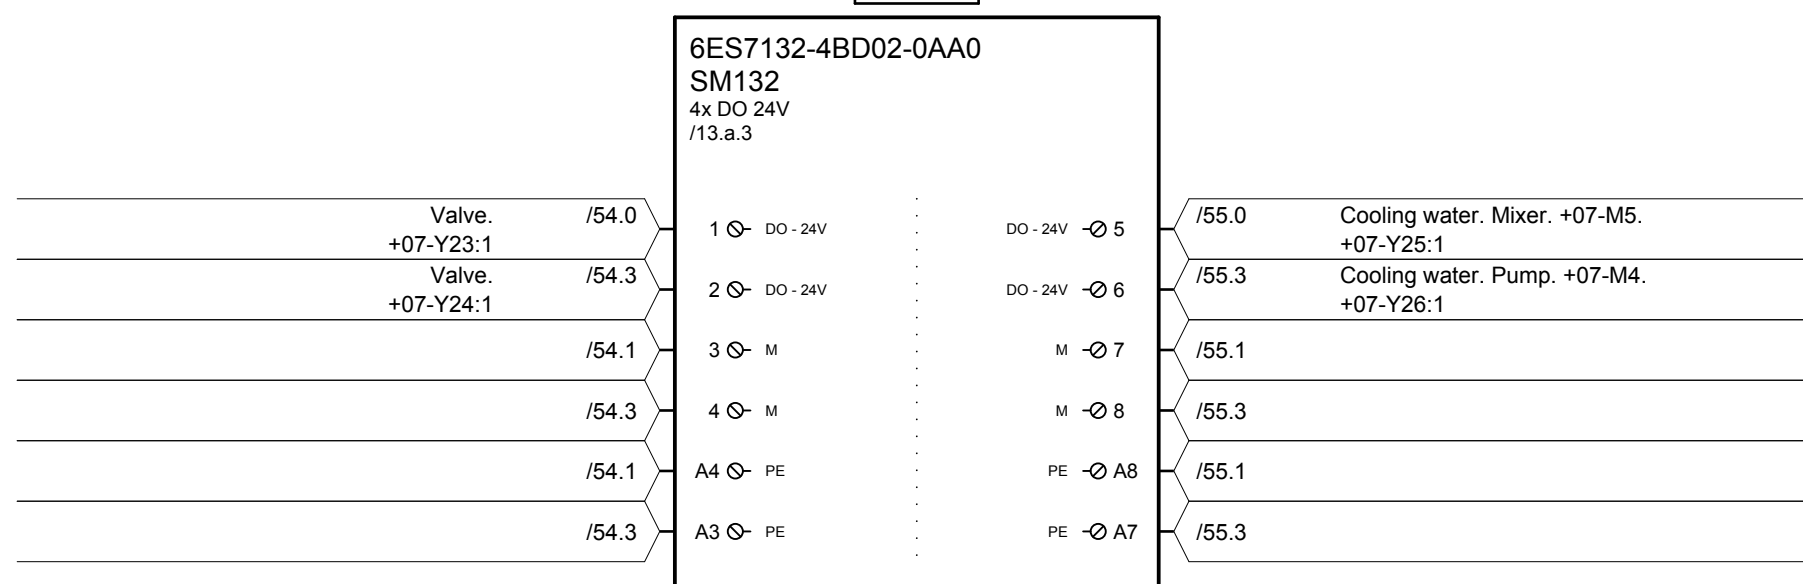 6ES7132-4BD02-0AA0
SM132
4x DO 24V
/13.a.3
Valve. /54.0 1 DO - 24V DO - 24V 5 /55.0 Cooling water. Mixer. +07-M5.
+07-Y23:1 +07-Y25:1
Valve. /54.3 2 DO - 24V DO - 24V 6 /55.3 Cooling water. Pump. +07-M4.
+07-Y24:1 +07-Y26:1
/54.1 3 M M 7 /55.1
/54.3 4 M M 8 /55.3
/54.1 A4 PE PE A8 /55.1
/54.3 A3 PE PE A7 /55.3